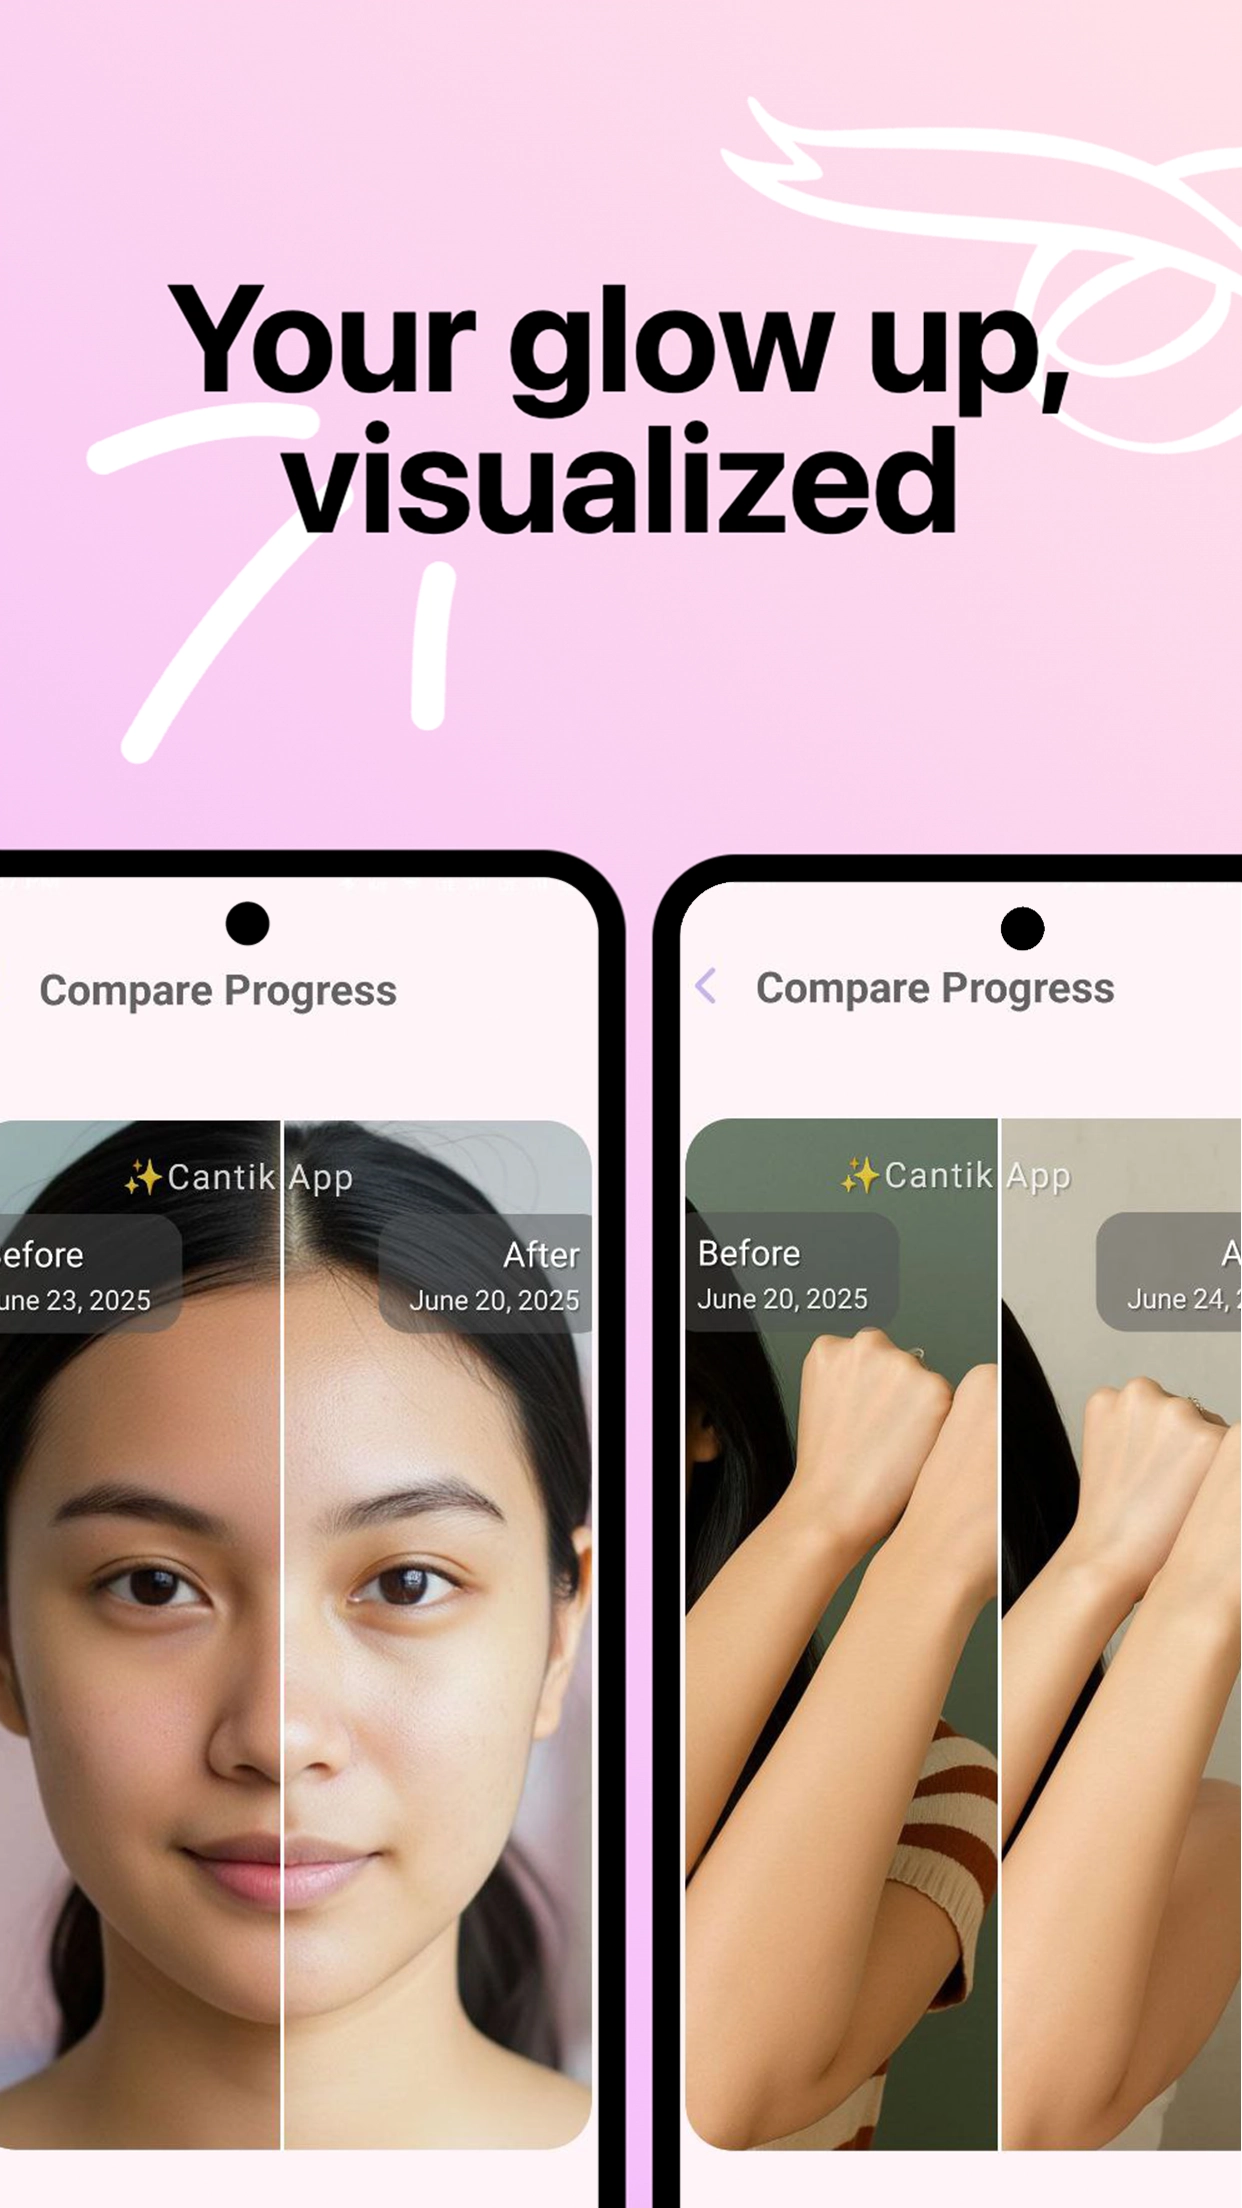 Your glow up,
visualized
Compare Progress
✨Cantik App
efore
une 23, 2025
After
June 20, 2025
Compare Progress
✨Cantik App
Before
June 20, 2025
A
June 24, 2